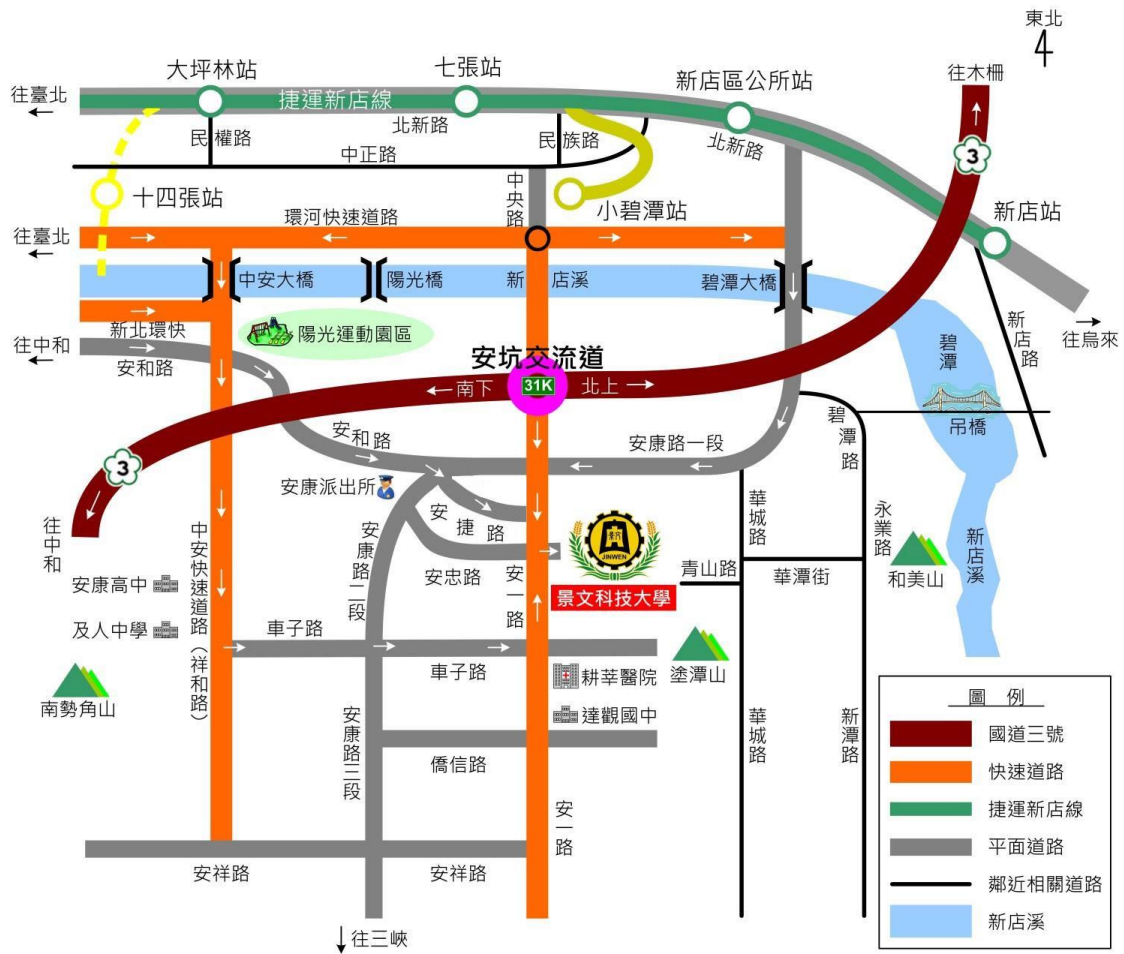 東北
往木柵
大坪林站
七張站
新店區公所站
往臺北
捷運新店線
北新路
北新路
民權路
民族路
中正路
3
十四張站
中央路
小碧潭站
新店站
環河快速道路
往臺北
中安大橋
陽光橋
新店溪
碧潭大橋
新北環快
陽光運動園區
往中和
安和路
安坑交流道
31K
南下
北上
碧潭
新店路
往烏來
吊橋
碧潭路
安和路
安康路一段
3
安康派出所
往中和
安捷路
安康路二段
安忠路
安一路
JINWEN
景文科技大學
華城路
永業路
青山路
華潭街
和美山
新店溪
中安快速道路(祥和路)
安康高中
及人中學
車子路
車子路
耕莘醫院
塗潭山
南勢角山
達觀國中
安康路三段
僑信路
華城路
新潭路
安一路
安祥路
安祥路
往三峽
圖 例
國道三號
快速道路
捷運新店線
平面道路
鄰近相關道路
新店溪